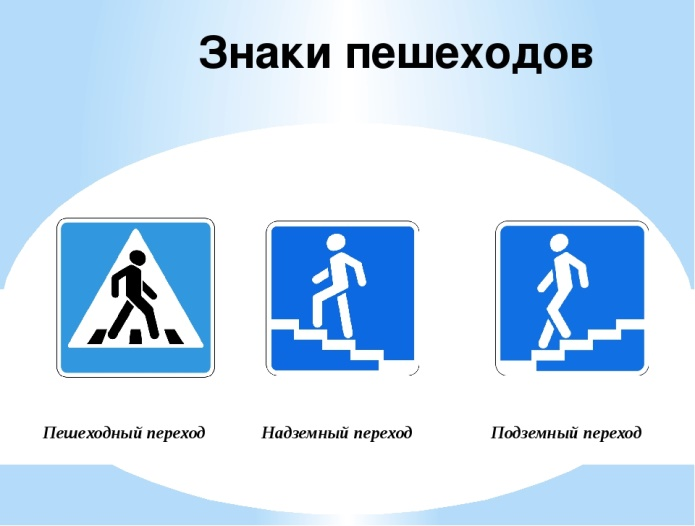 Знаки пешеходов
Пешеходный переход
Надземный переход
Подземный переход